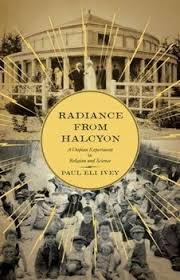 RADIANCE
FROM
HALCYON
A Utopian Experiment
in
Religion and Science
PAUL ELI IVEY